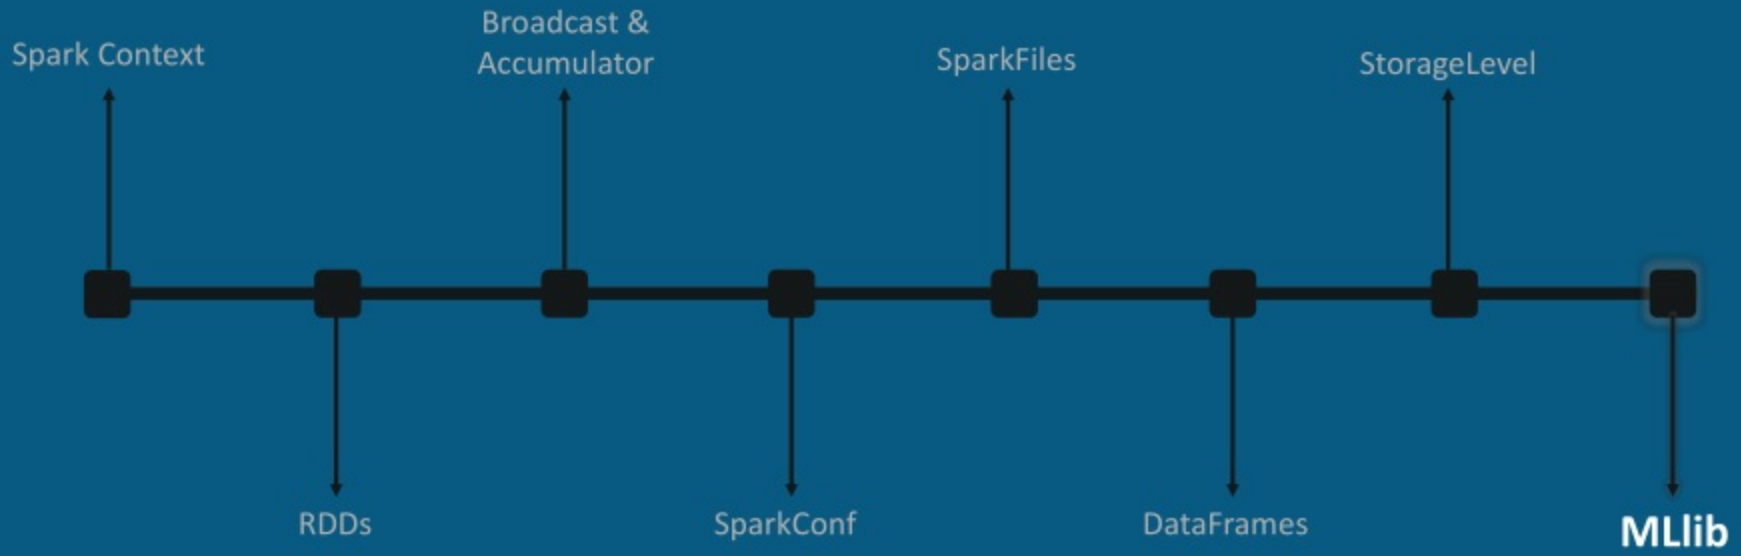 Spark Context
Broadcast &
Accumulator
SparkFiles
StorageLevel
RDDs
SparkConf
DataFrames
MLlib